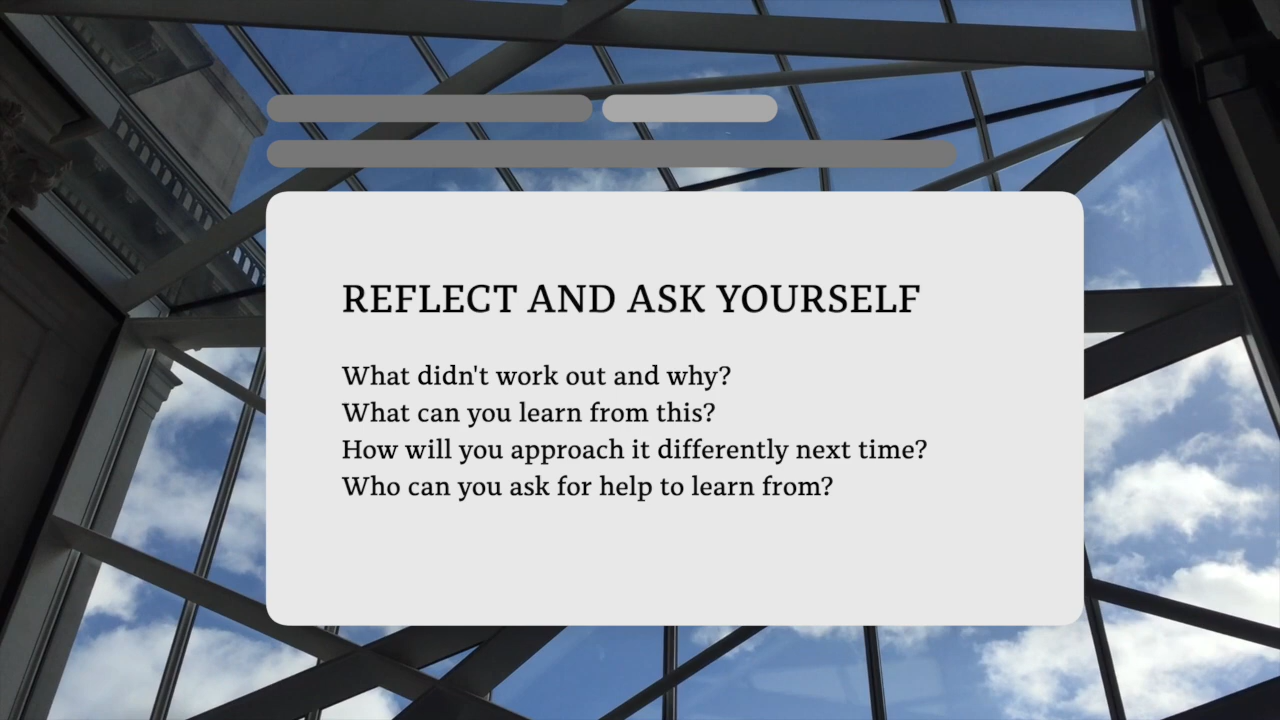 REFLECT AND ASK YOURSELF
What didn't work out and why?
What can you learn from this?
How will you approach it differently next time?
Who can you ask for help to learn from?